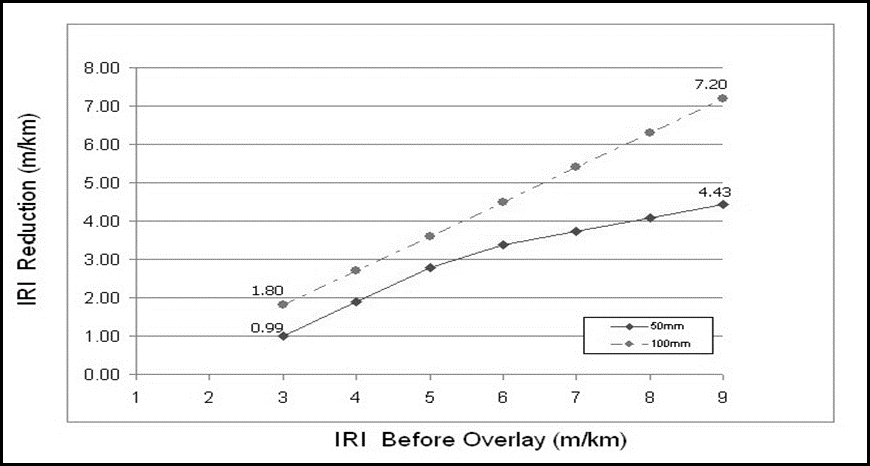 IRI Reduction (m/km)
8.00
7.00
6.00
5.00
4.00
3.00
2.00
1.00
0.00
7.20
4.43
1.80
0.99
50mm
100mm
1 2 3 4 5 6 7 8 9
IRI Before Overlay (m/km)